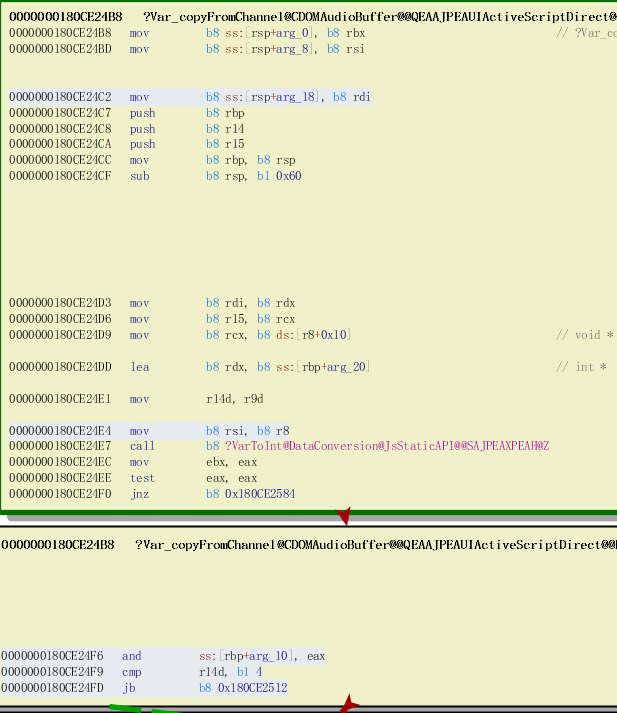 0000000180CE24B8 ?Var_copyFromChannel@CDOMAudioBuffer@@QEAAJPEAUIActiveScriptDirect@
0000000180CE24B8 mov b8 ss:[rsp+arg_0], b8 rbx // ?Var_co
0000000180CE24BD mov b8 ss:[rsp+arg_8], b8 rsi
0000000180CE24C2 mov b8 ss:[rsp+arg_18], b8 rdi
0000000180CE24C7 push b8 rbp
0000000180CE24C8 push b8 r14
0000000180CE24CA push b8 r15
0000000180CE24CC mov b8 rbp, b8 rsp
0000000180CE24CF sub b8 rsp, b1 0x60
0000000180CE24D3 mov b8 rdi, b8 rdx
0000000180CE24D6 mov b8 r15, b8 rcx
0000000180CE24D9 mov b8 rcx, b8 ds:[r8+0x10] // void *
0000000180CE24DD lea b8 rdx, b8 ss:[rbp+arg_20] // int *
0000000180CE24E1 mov r14d, r9d
0000000180CE24E4 mov b8 rsi, b8 r8
0000000180CE24E7 call b8 ?VarToInt@DataConversion@JsStaticAPI@@SAJPEAXPEAH@Z
0000000180CE24EC mov ebx, eax
0000000180CE24EE test eax, eax
0000000180CE24F0 jnz b8 0x180CE2584
0000000180CE24B8 ?Var_copyFromChannel@CDOMAudioBuffer@@QEAAJPEAUIActiveScriptDirect@@
0000000180CE24F6 and ss:[rbp+arg_10], eax
0000000180CE24F9 cmp r14d, b1 4
0000000180CE24FD jb b8 0x180CE2512